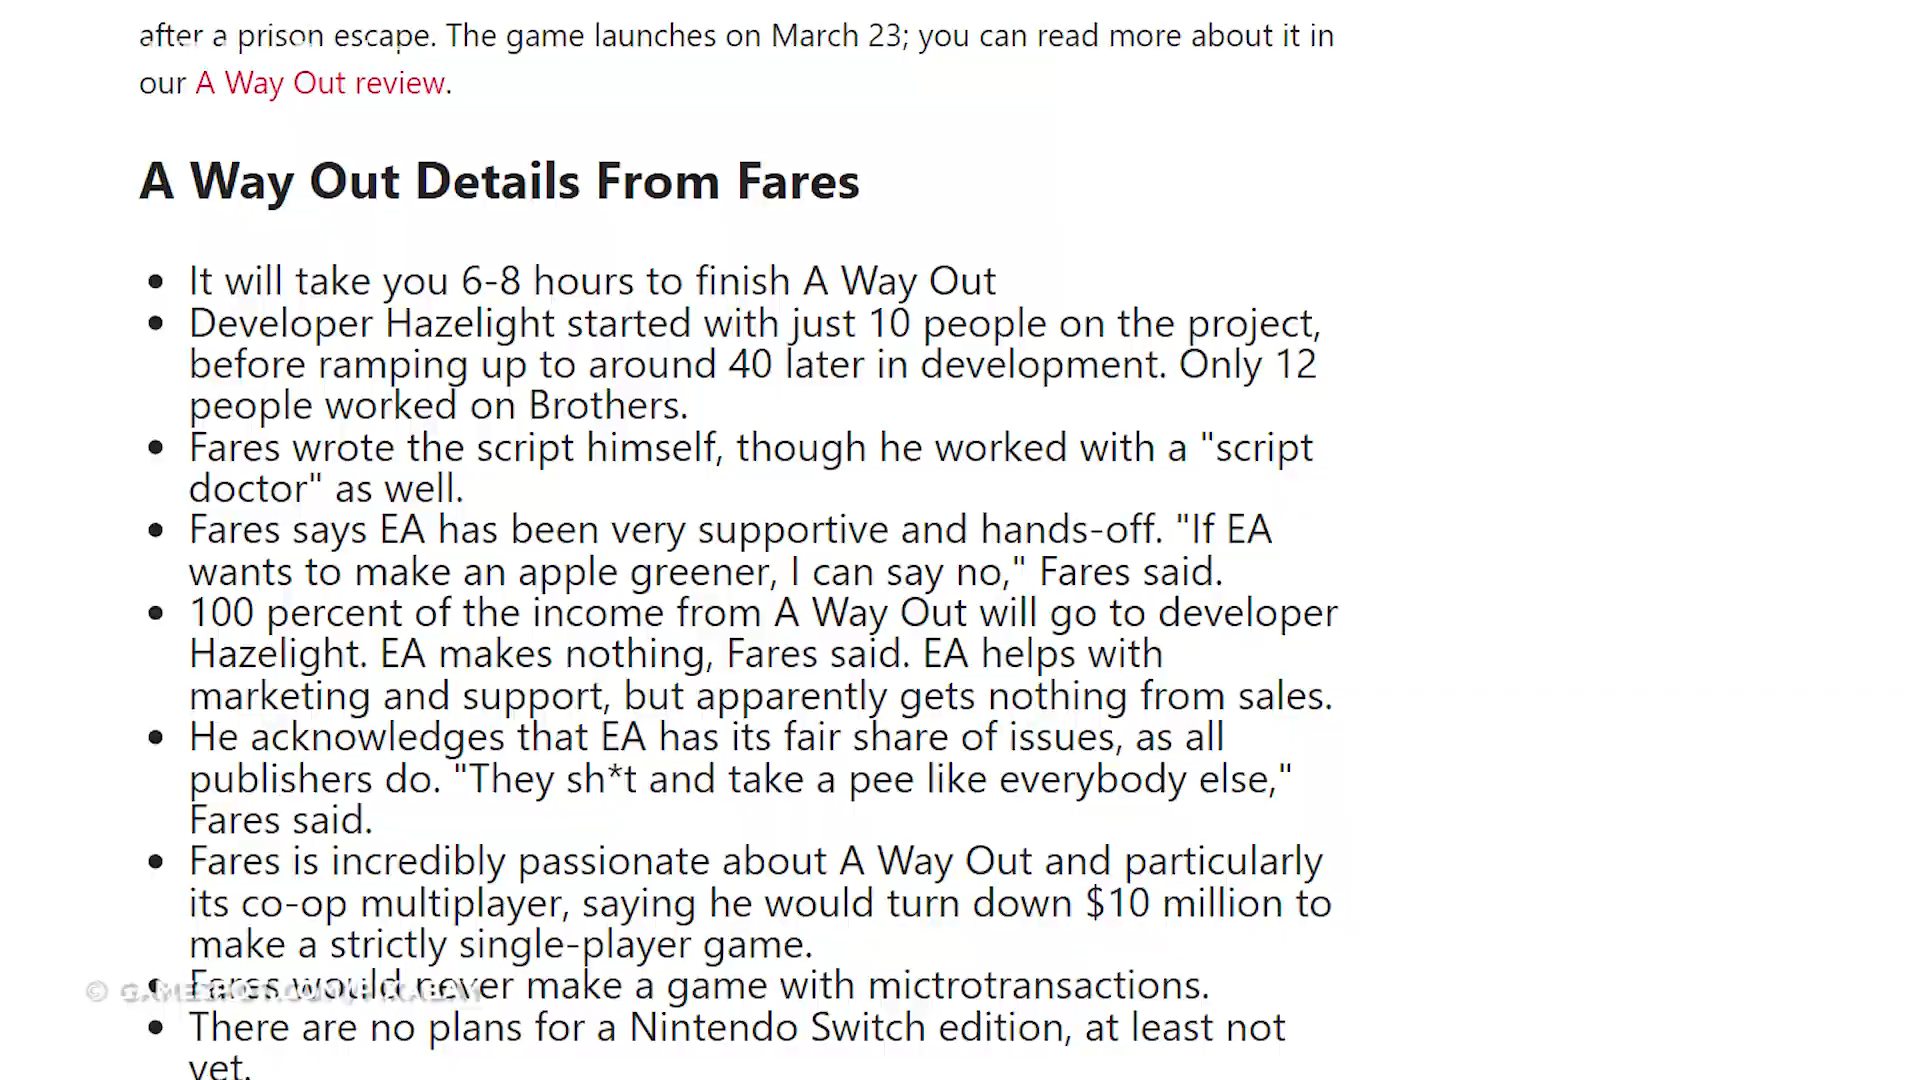 after a prison escape. The game launches on March 23; you can read more about it in
our A Way Out review.
A Way Out Details From Fares
• It will take you 6-8 hours to finish A Way Out
• Developer Hazelight started with just 10 people on the project,
before ramping up to around 40 later in development. Only 12
people worked on Brothers.
• Fares wrote the script himself, though he worked with a "script
doctor" as well.
• Fares says EA has been very supportive and hands-off. "If EA
wants to make an apple greener, I can say no," Fares said.
• 100 percent of the income from A Way Out will go to developer
Hazelight. EA makes nothing, Fares said. EA helps with
marketing and support, but apparently gets nothing from sales.
• He acknowledges that EA has its fair share of issues, as all
publishers do. "They sh*t and take a pee like everybody else,"
Fares said.
• Fares is incredibly passionate about A Way Out and particularly
its co-op multiplayer, saying he would turn down $10 million to
make a strictly single-player game.
• Fares would never make a game with mictrotransactions.
• There are no plans for a Nintendo Switch edition, at least not
yet.